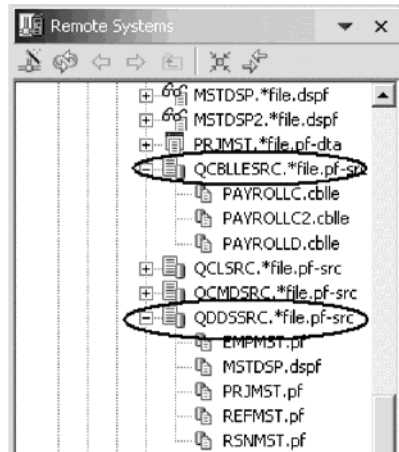 Remote Systems
MSTDSP.*file.dspf
MSTDSP2.*file.dspf
PRJMST.*file.pf-dta
QCBLLESRC.*file.pf-src
PAYROLLC.cblle
PAYROLLC2.cblle
PAYROLLD.cblle
QCLSRC.*file.pf-src
QCMDSRC.*file.pf-src
QDDSSRC.*file.pf-src
EMPMST.pf
MSTDSP.dspf
PRJMST.pf
REFMST.pf
RSNMST.pf